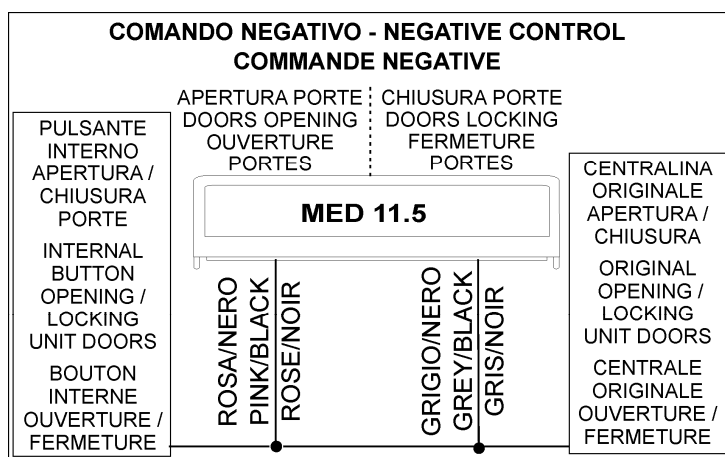 COMANDO NEGATIVO - NEGATIVE CONTROL
COMMANDE NEGATIVE
APERTURA PORTE
DOORS OPENING
OUVERTURE
PORTES
CHIUSURA PORTE
DOORS LOCKING
FERMETURE
PORTES
PULSANTE
INTERNO
APERTURA /
CHIUSURA
PORTE
INTERNAL
BUTTON
OPENING /
LOCKING
UNIT DOORS
BOUTON
INTERNE
OUVERTURE /
FERMETURE
MED 11.5
ROSA/NERO
PINK/BLACK
ROSE/NOIR
GRIGIO/NERO
GREY/BLACK
GRIS/NOIR
CENTRALINA
ORIGINALE
APERTURA /
CHIUSURA
ORIGINAL
OPENING /
LOCKING
UNIT DOORS
CENTRALE
ORIGINALE
OUVERTURE /
FERMETURE